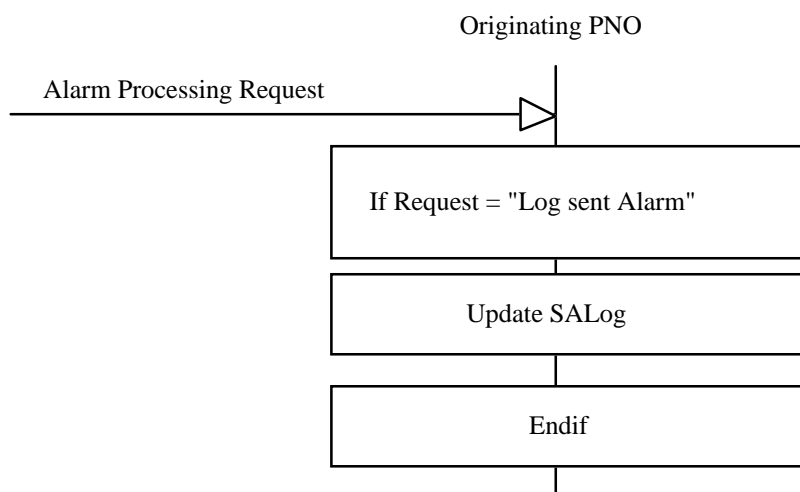 Originating PNO
Alarm Processing Request
If Request = "Log sent Alarm"
Update SALog
Endif